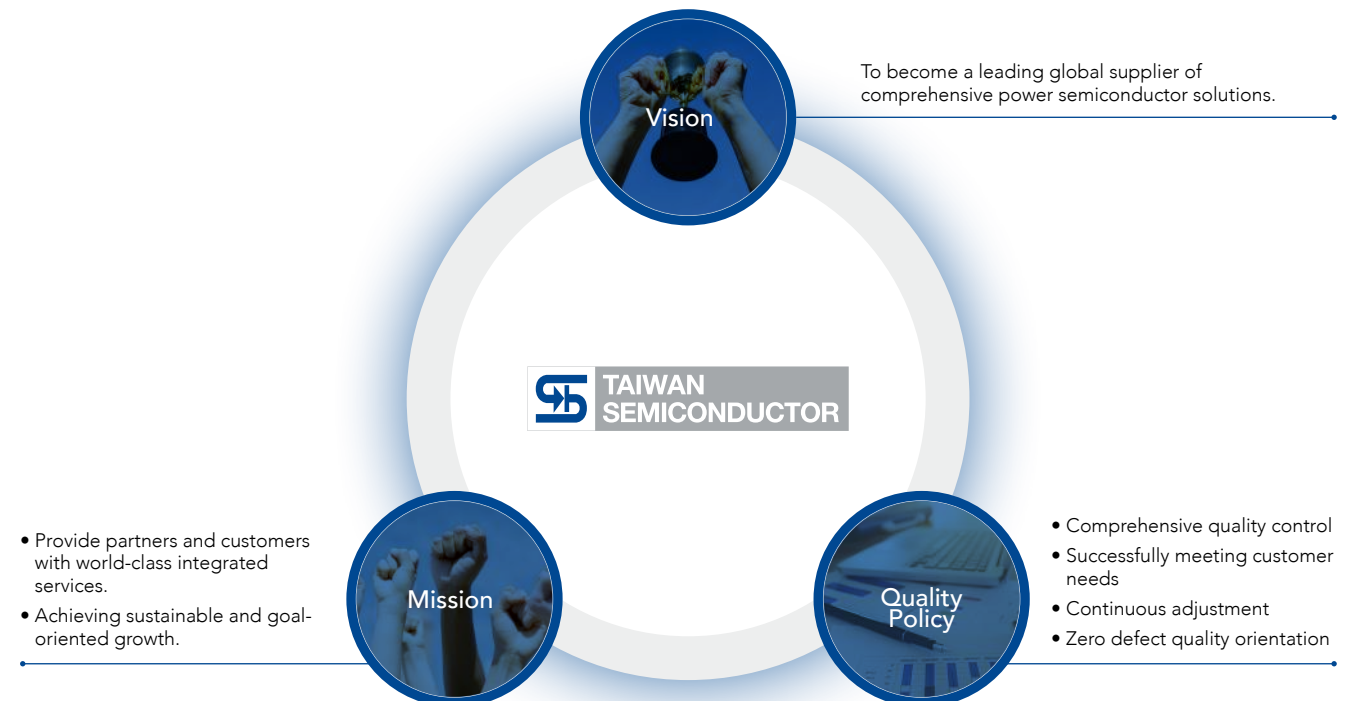 Vision
To become a leading global supplier of
comprehensive power semiconductor solutions.
TAIWAN
SEMICONDUCTOR
• Provide partners and customers
with world-class integrated
services.
• Achieving sustainable and goal-
oriented growth.
Mission
Quality
Policy
• Comprehensive quality control
• Successfully meeting customer
needs
• Continuous adjustment
• Zero defect quality orientation